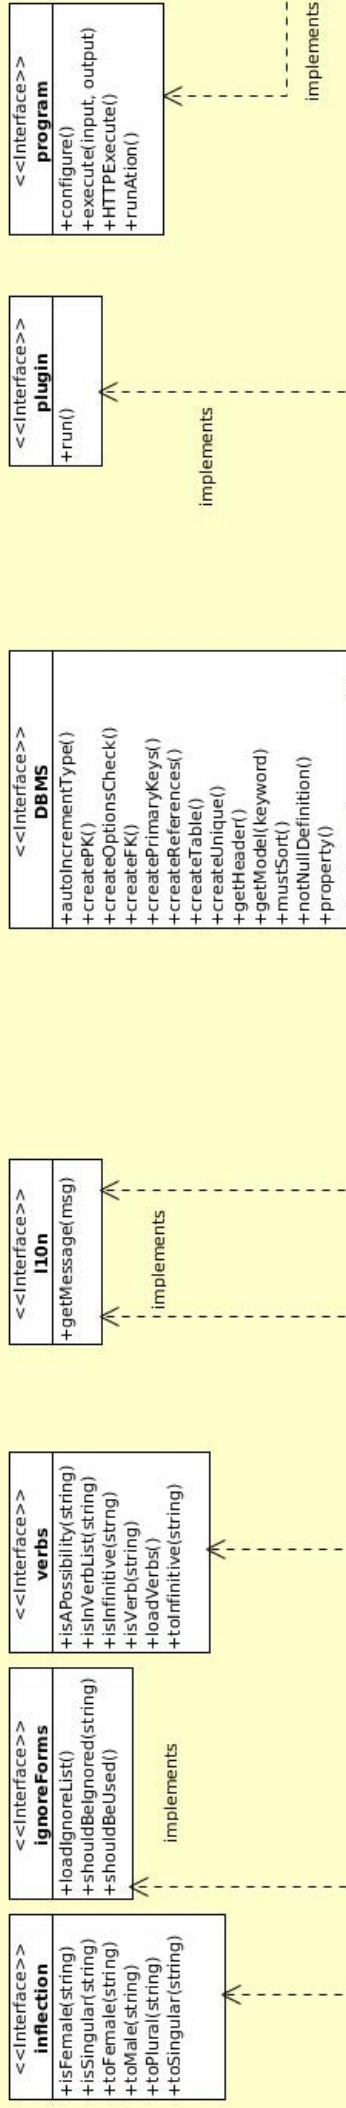 <<Interface>>
inflection
+isFemale(string)
+isSingular(string)
+toFemale(string)
+toMale(string)
+toPlural(string)
+toSingular(string)
<<Interface>>
ignoreForms
+loadIgnoreList()
+shouldBeIgnored(string)
+shouldBeUsed()
implements
<<Interface>>
verbs
+isAPossibility(string)
+isInVerbList(string)
+isInfinitive(strng)
+isVerb(string)
+loadVerbs()
+toInfinitive(string)
<<Interface>>
l10n
+getMessage(msg)
implements
<<Interface>>
DBMS
+autoIncrementType()
+createPK()
+createOptionsCheck()
+createFK()
+createPrimaryKeys()
+createReferences()
+createTable()
+createUnique()
+getHeader()
+getModel(keyword)
+mustSort()
+notNullDefinition()
+property()
<<Interface>>
plugin
+run()
implements
<<Interface>>
program
+configure()
+execute(input, output)
+HTTPExecute()
+runAtion()
implements